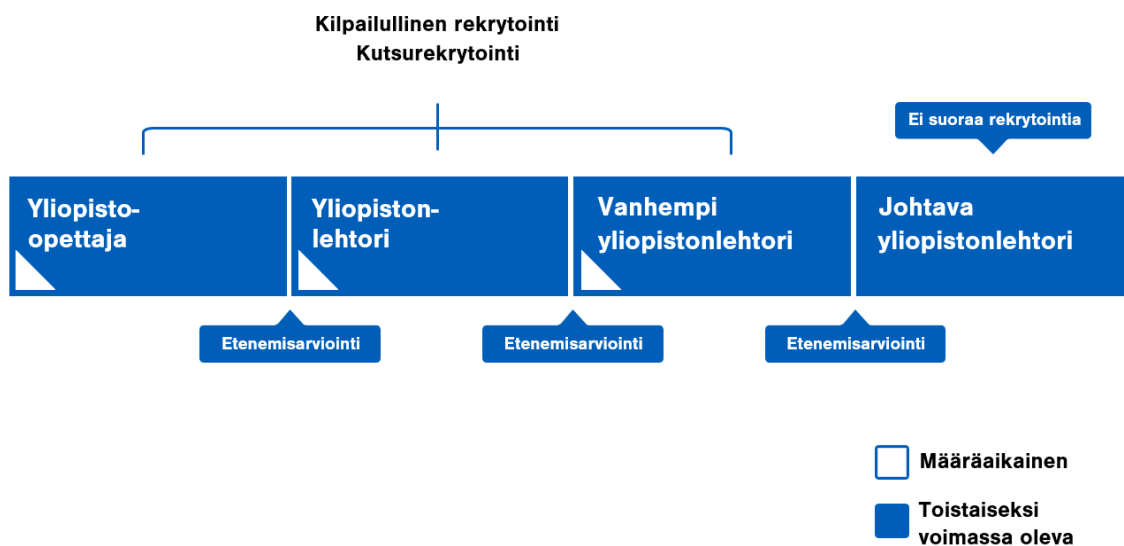 Kilpailullinen rekrytointi
Kutsurekrytointi
Ei suoraa rekrytointia
Yliopisto-
opettaja
Yliopiston-
lehtori
Vanhempi
yliopistonlehtori
Johtava
yliopistonlehtori
Etenemisarviointi
Etenemisarviointi
Etenemisarviointi
Määräaikainen
Toistaiseksi
voimassa oleva